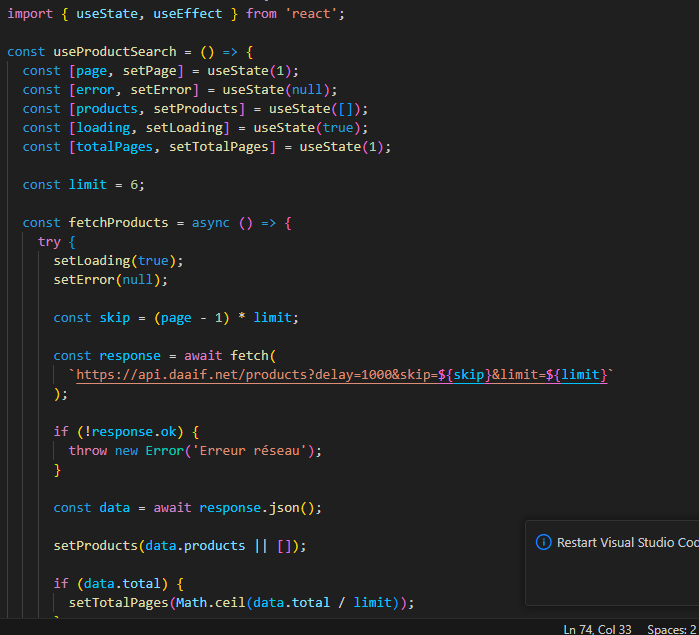 import { useState, useEffect } from 'react';
const useProductSearch = () => {
const [page, setPage] = useState(1);
const [error, setError] = useState(null);
const [products, setProducts] = useState([]);
const [loading, setLoading] = useState(true);
const [totalPages, setTotalPages] = useState(1);
const limit = 6;
const fetchProducts = async () => {
try {
setLoading(true);
setError(null);
const skip = (page - 1) * limit;
const response = await fetch(
`https://api.daaif.net/products?delay=1000&skip=${skip}&limit=${limit}`
);
if (!response.ok) {
throw new Error('Erreur réseau');
}
const data = await response.json();
setProducts(data.products || []);
if (data.total) {
setTotalPages(Math.ceil(data.total / limit));
Restart Visual Studio Cod
Ln 74, Col 33 Spaces: 2